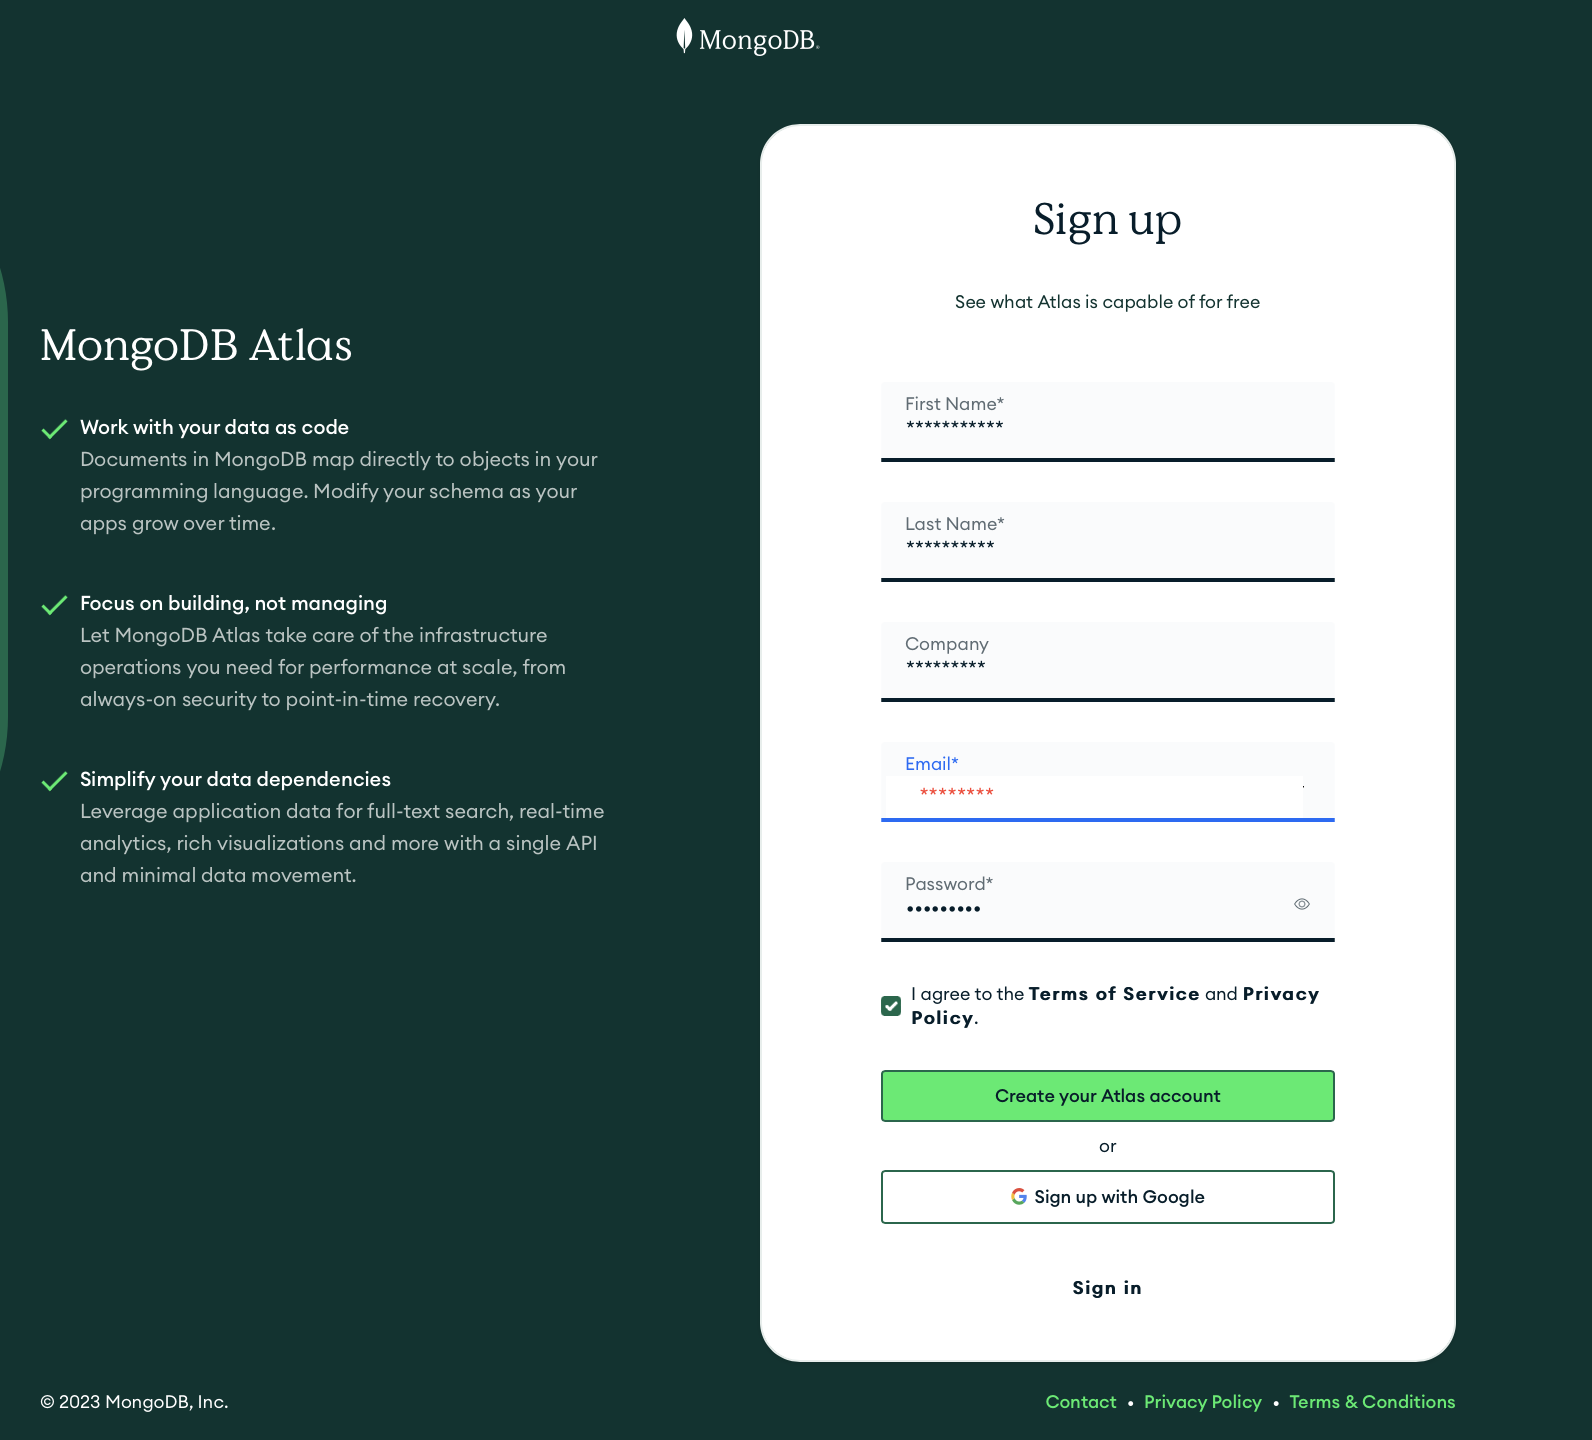 MongoDB®
MongoDB Atlas
Work with your data as code
Documents in MongoDB map directly to objects in your
programming language. Modify your schema as your
apps grow over time.
Focus on building, not managing
Let MongoDB Atlas take care of the infrastructure
operations you need for performance at scale, from
always-on security to point-in-time recovery.
Simplify your data dependencies
Leverage application data for full-text search, real-time
analytics, rich visualizations and more with a single API
and minimal data movement.
Sign up
See what Atlas is capable of for free
First Name*
***********
Last Name*
**********
Company
*********
Email*
********
Password*
•••••••••
I agree to the Terms of Service and Privacy
Policy.
Create your Atlas account
or
Sign up with Google
Sign in
© 2023 MongoDB, Inc.
Contact • Privacy Policy • Terms & Conditions